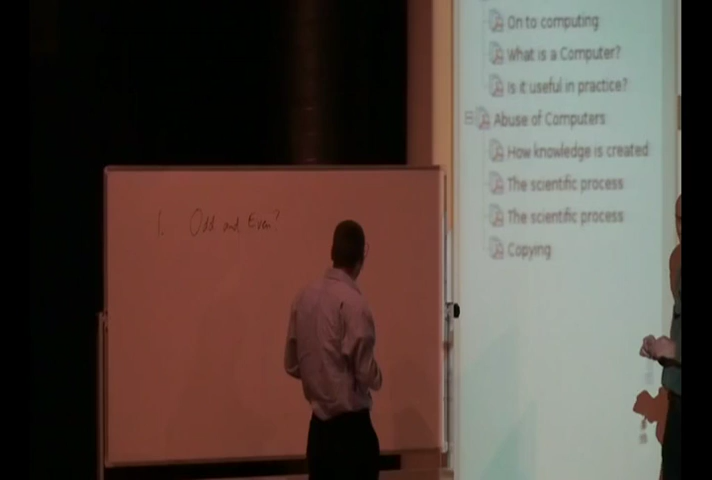 1. Odd and Even?
On to computing
What is a Computer?
Is it useful in practice?
Abuse of Computers
How knowledge is created
The scientific process
The scientific process
Copying